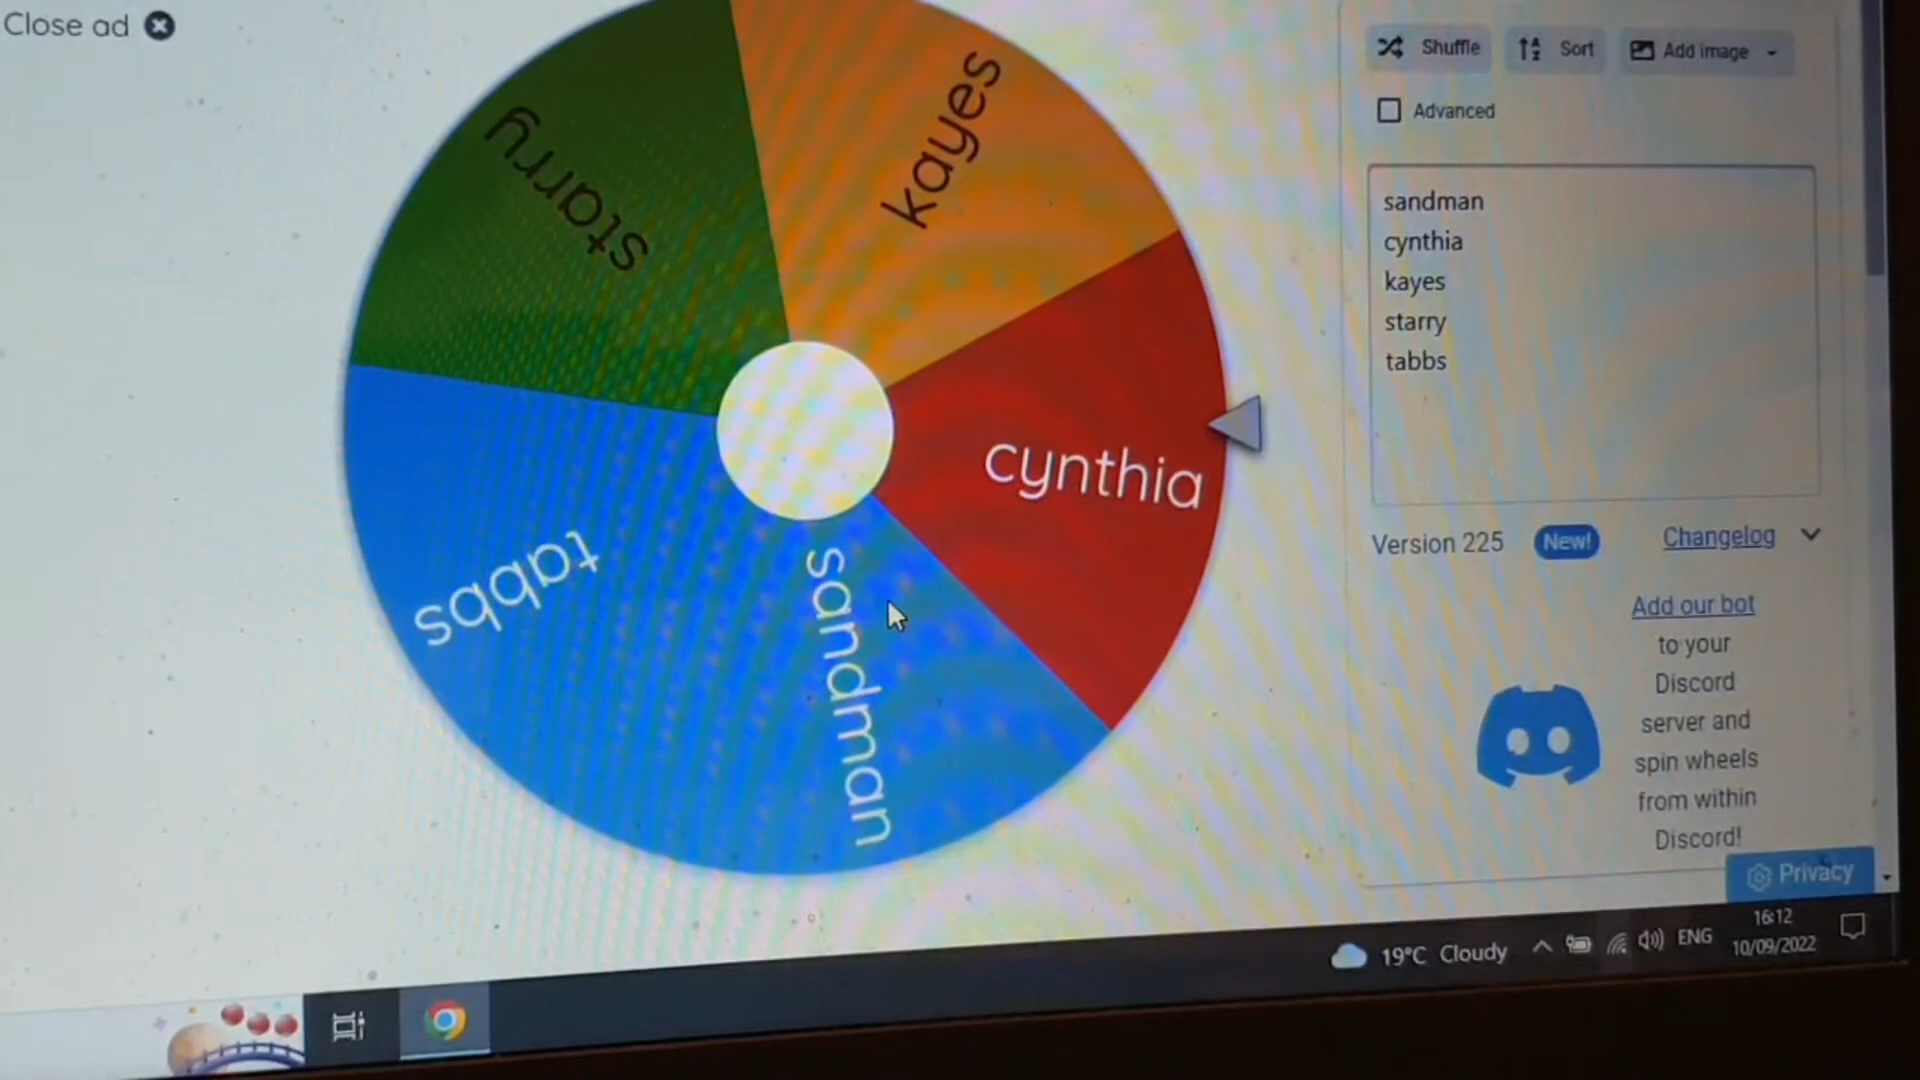 Close ad
Shuffle
Sort
Add image
Advanced
kayes
starry
cynthia
sandman
tabbs
sandman
cynthia
kayes
starry
tabbs
Version 225
New!
Changelog
Add our bot
to your
Discord
server and
spin wheels
from within
Discord!
Privacy
19°C Cloudy
ENG
16:12
10/09/2022